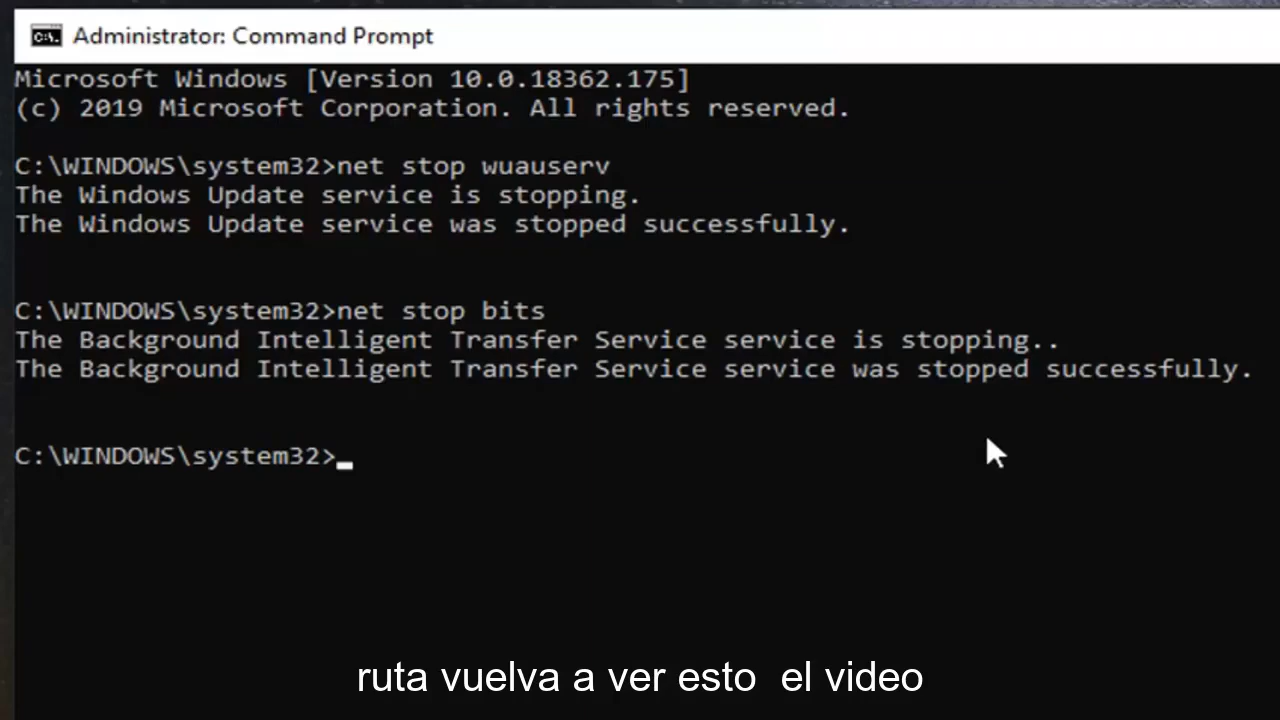 Administrator: Command Prompt
Microsoft Windows [Version 10.0.18362.175]
(c) 2019 Microsoft Corporation. All rights reserved.
C:\WINDOWS\system32>net stop wuauserv
The Windows Update service is stopping.
The Windows Update service was stopped successfully.
C:\WINDOWS\system32>net stop bits
The Background Intelligent Transfer Service service is stopping..
The Background Intelligent Transfer Service service was stopped successfully.
C:\WINDOWS\system32>
ruta vuelva a ver esto  el video